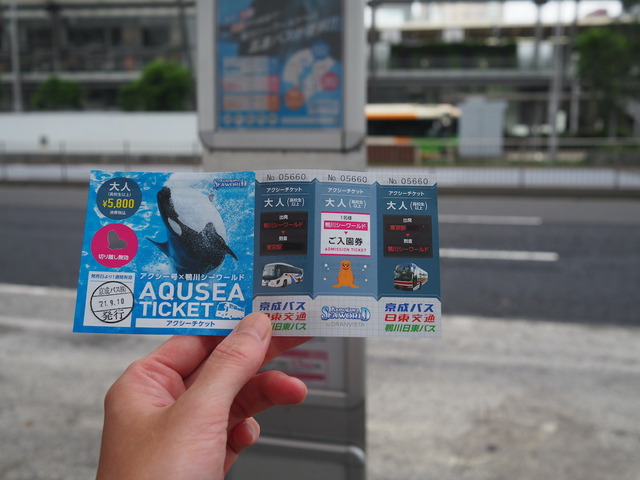 大人
(高校生以上)
¥5,800
消費税込
切り離し無効
発売日より1週間有効
京成バス㈱
'21.9.10
発行
SEAWORLD
アクシー号×鴨川シーワールド
AQUSEA
TICKET
アクシーチケット
No 05660
アクシーチケット
大人(高校生以上)
出発
鴨川シーワールド
到着
東京駅
京成バス
日東交通
鴨川日東バス
No 05660
アクシーチケット
大人(高校生以上)
1名様
鴨川シーワールド
ご入園券
ADMISSION TICKET
SEAWORLD
by GRANVISTA
No 05660
アクシーチケット
大人(高校生以上)
出発
東京駅
到着
鴨川シーワールド
京成バス
日東交通
鴨川日東バス